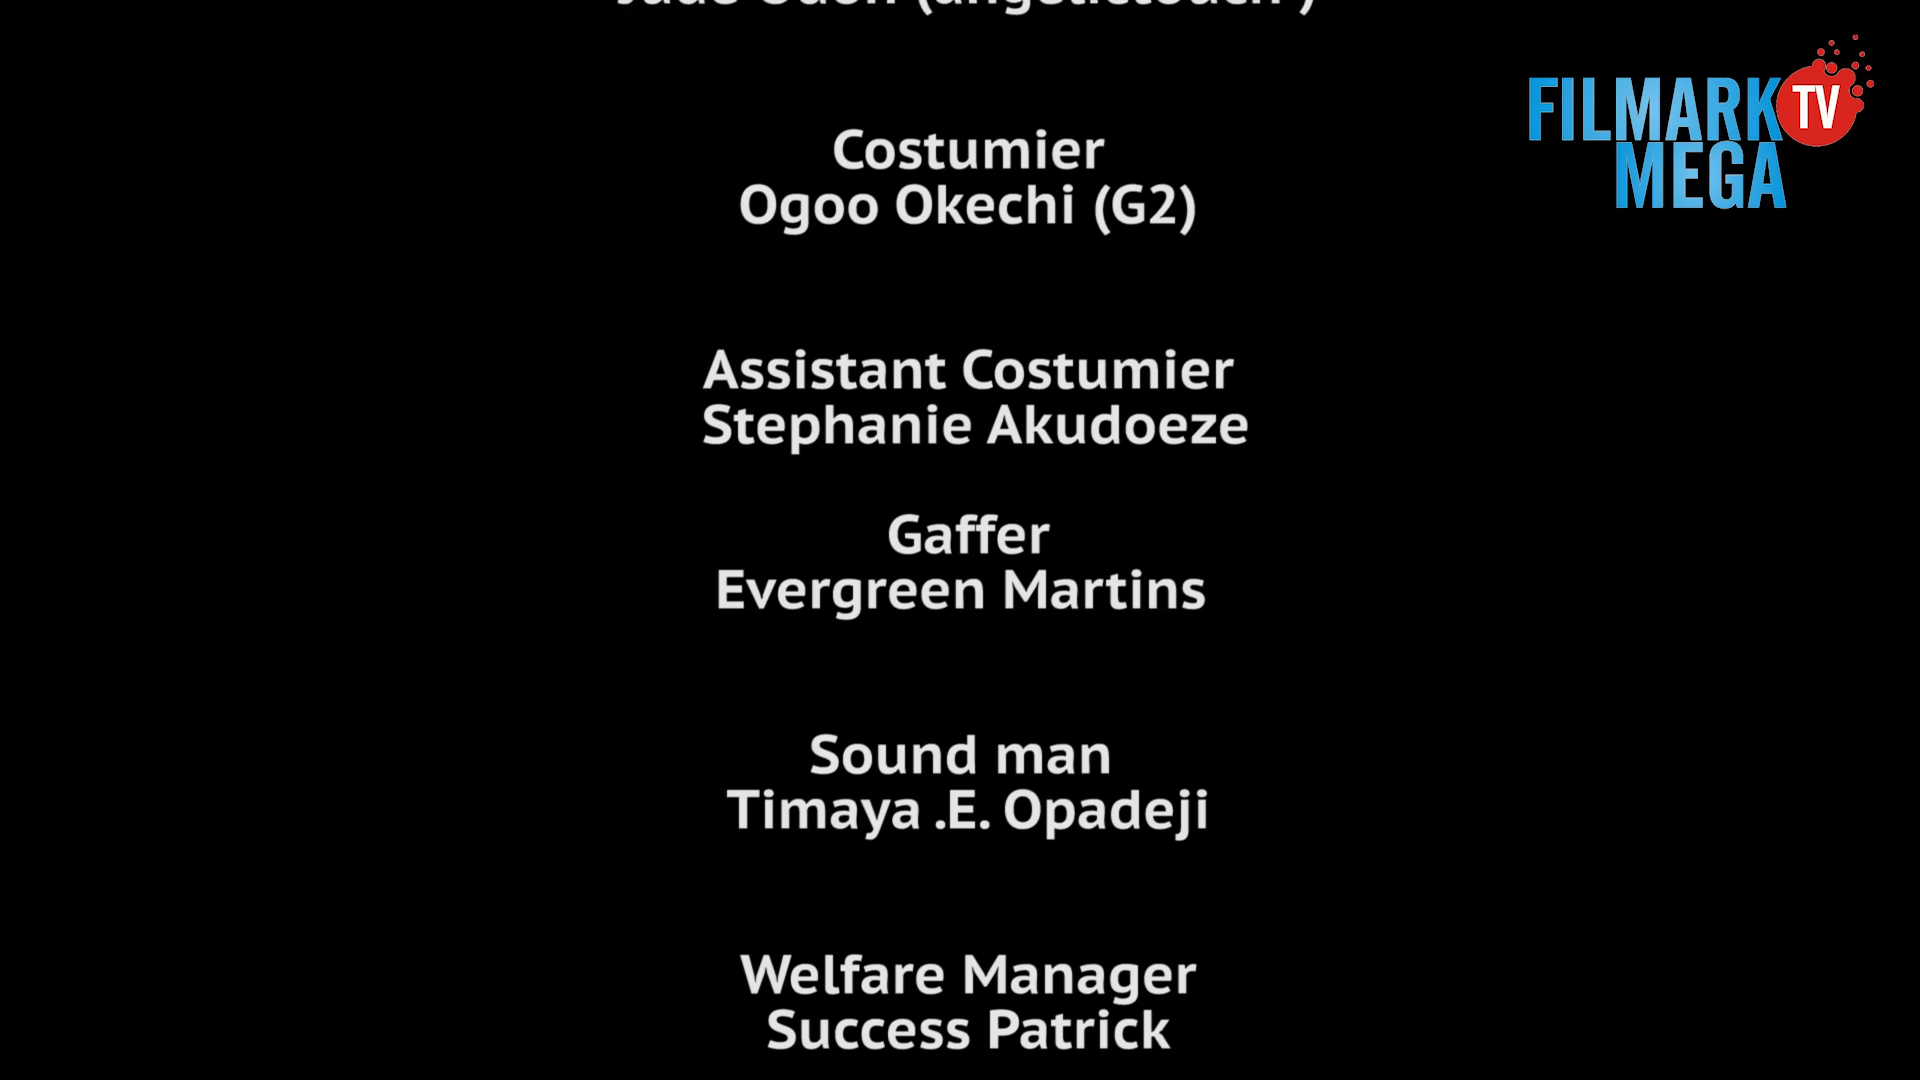 Costumier
Ogoo Okechi (G2)
Assistant Costumier
Stephanie Akudoeze
Gaffer
Evergreen Martins
Sound man
Timaya .E. Opadeji
Welfare Manager
Success Patrick
FILMARK TV
MEGA